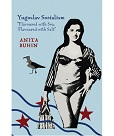 Yugoslav Socialism
"Flavoured with Sea,
Flavoured with Salt"
ANITA
BUHIN